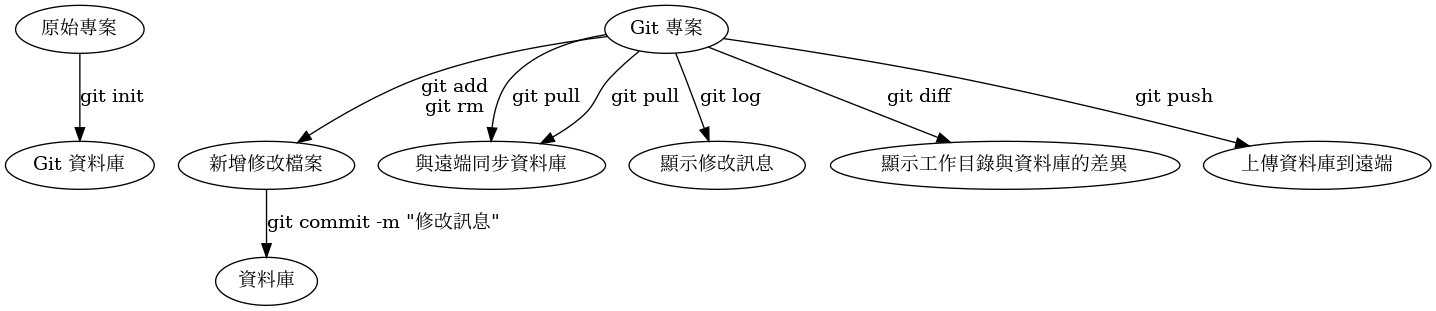 原始專案
Git 專案
git init
git add
git rm
git pull
git pull
git log
git diff
git push
Git 資料庫
新增修改檔案
與遠端同步資料庫
顯示修改訊息
顯示工作目錄與資料庫的差異
上傳資料庫到遠端
git commit -m "修改訊息"
資料庫